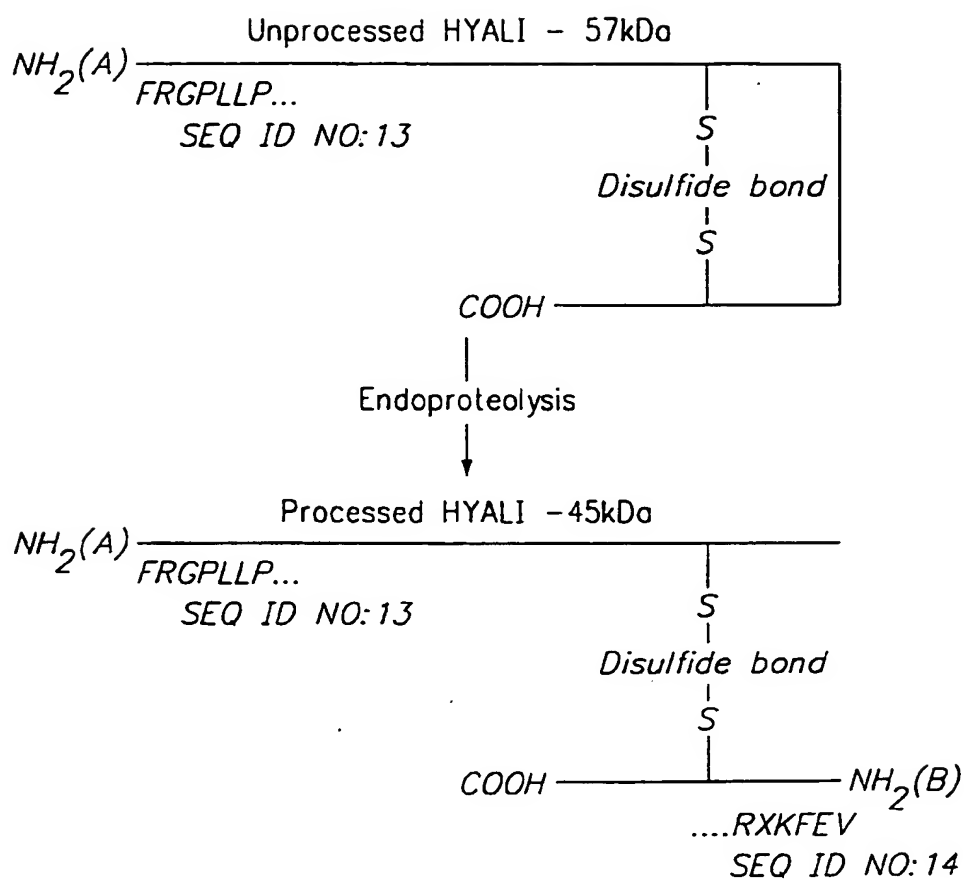 Unprocessed HYALI - 57kDa
NH2(A)
FRGPLLP...
SEQ ID NO: 13
S
Disulfide bond
S
COOH
Endoproteolysis
Processed HYALI -45kDa
NH2(A)
FRGPLLP...
SEQ ID NO: 13
S
Disulfide bond
S
COOH NH2(B)
....RXKFEV
SEQ ID NO: 14